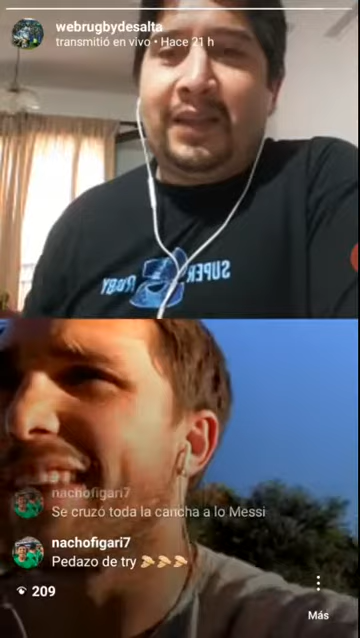 webrugbydesalta
transmitió en vivo • Hace 21 h
SUPER RUGBY
nachofigari7
Se cruzó toda la cancha a lo Messi
nachofigari7
Pedazo de try 👏🏼👏🏼👏🏼
209
Más